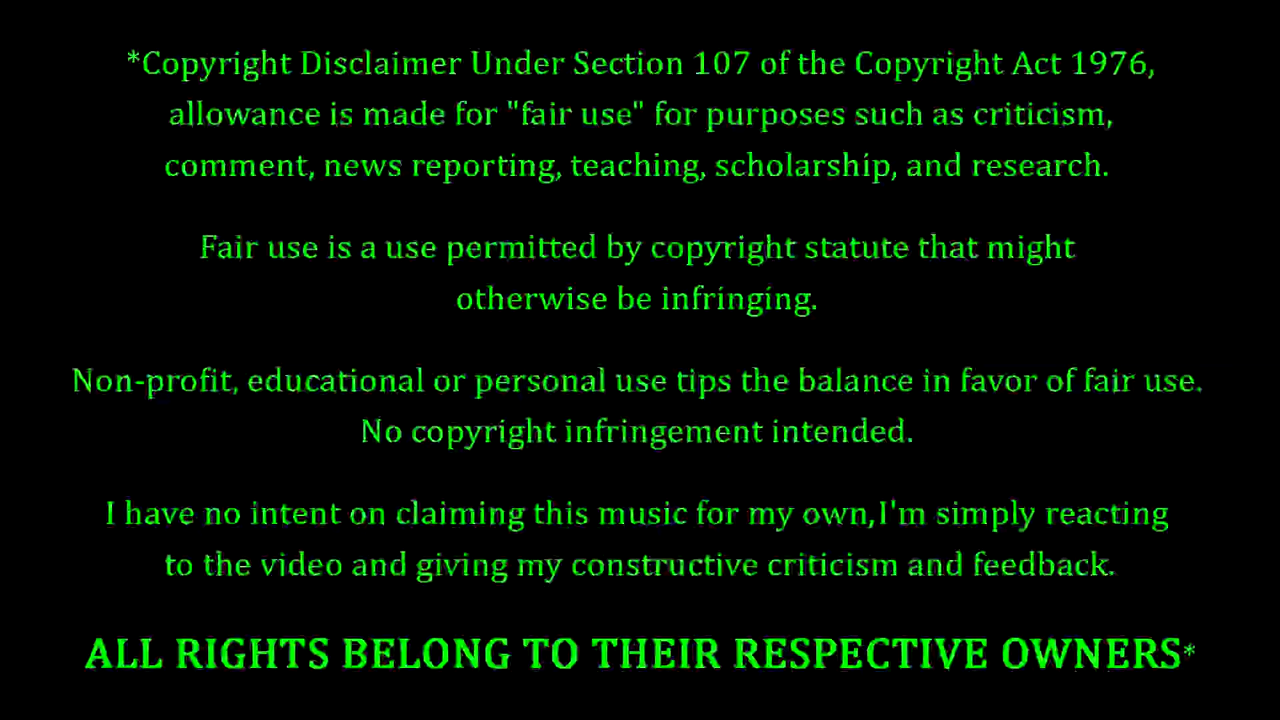 *Copyright Disclaimer Under Section 107 of the Copyright Act 1976,
allowance is made for "fair use" for purposes such as criticism,
comment, news reporting, teaching, scholarship, and research.
Fair use is a use permitted by copyright statute that might
otherwise be infringing.
Non-profit, educational or personal use tips the balance in favor of fair use.
No copyright infringement intended.
I have no intent on claiming this music for my own,I'm simply reacting
to the video and giving my constructive criticism and feedback.
ALL RIGHTS BELONG TO THEIR RESPECTIVE OWNERS*